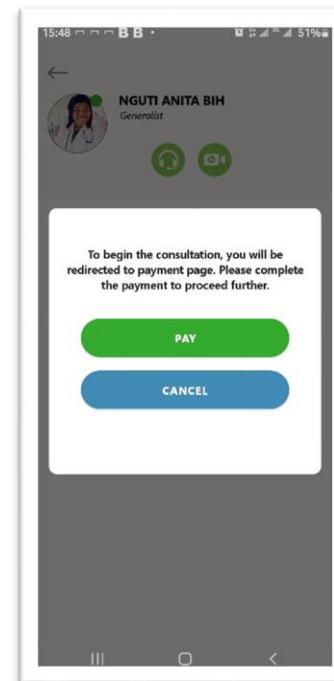 15:48 B B •
51%
NGUTI ANITA BIH
Generalist
To begin the consultation, you will be
redirected to payment page. Please complete
the payment to proceed further.
PAY
CANCEL